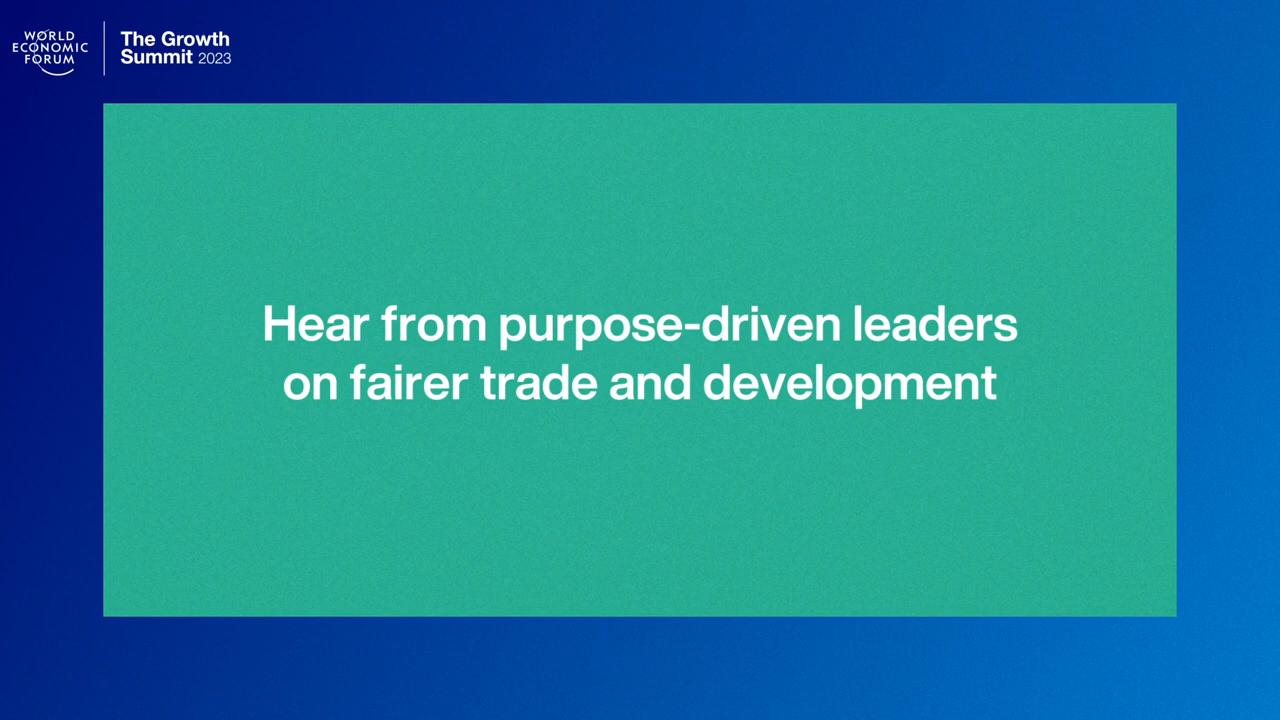 WORLD
ECONOMIC
FORUM
The Growth
Summit 2023
Hear from purpose-driven leaders
on fairer trade and development